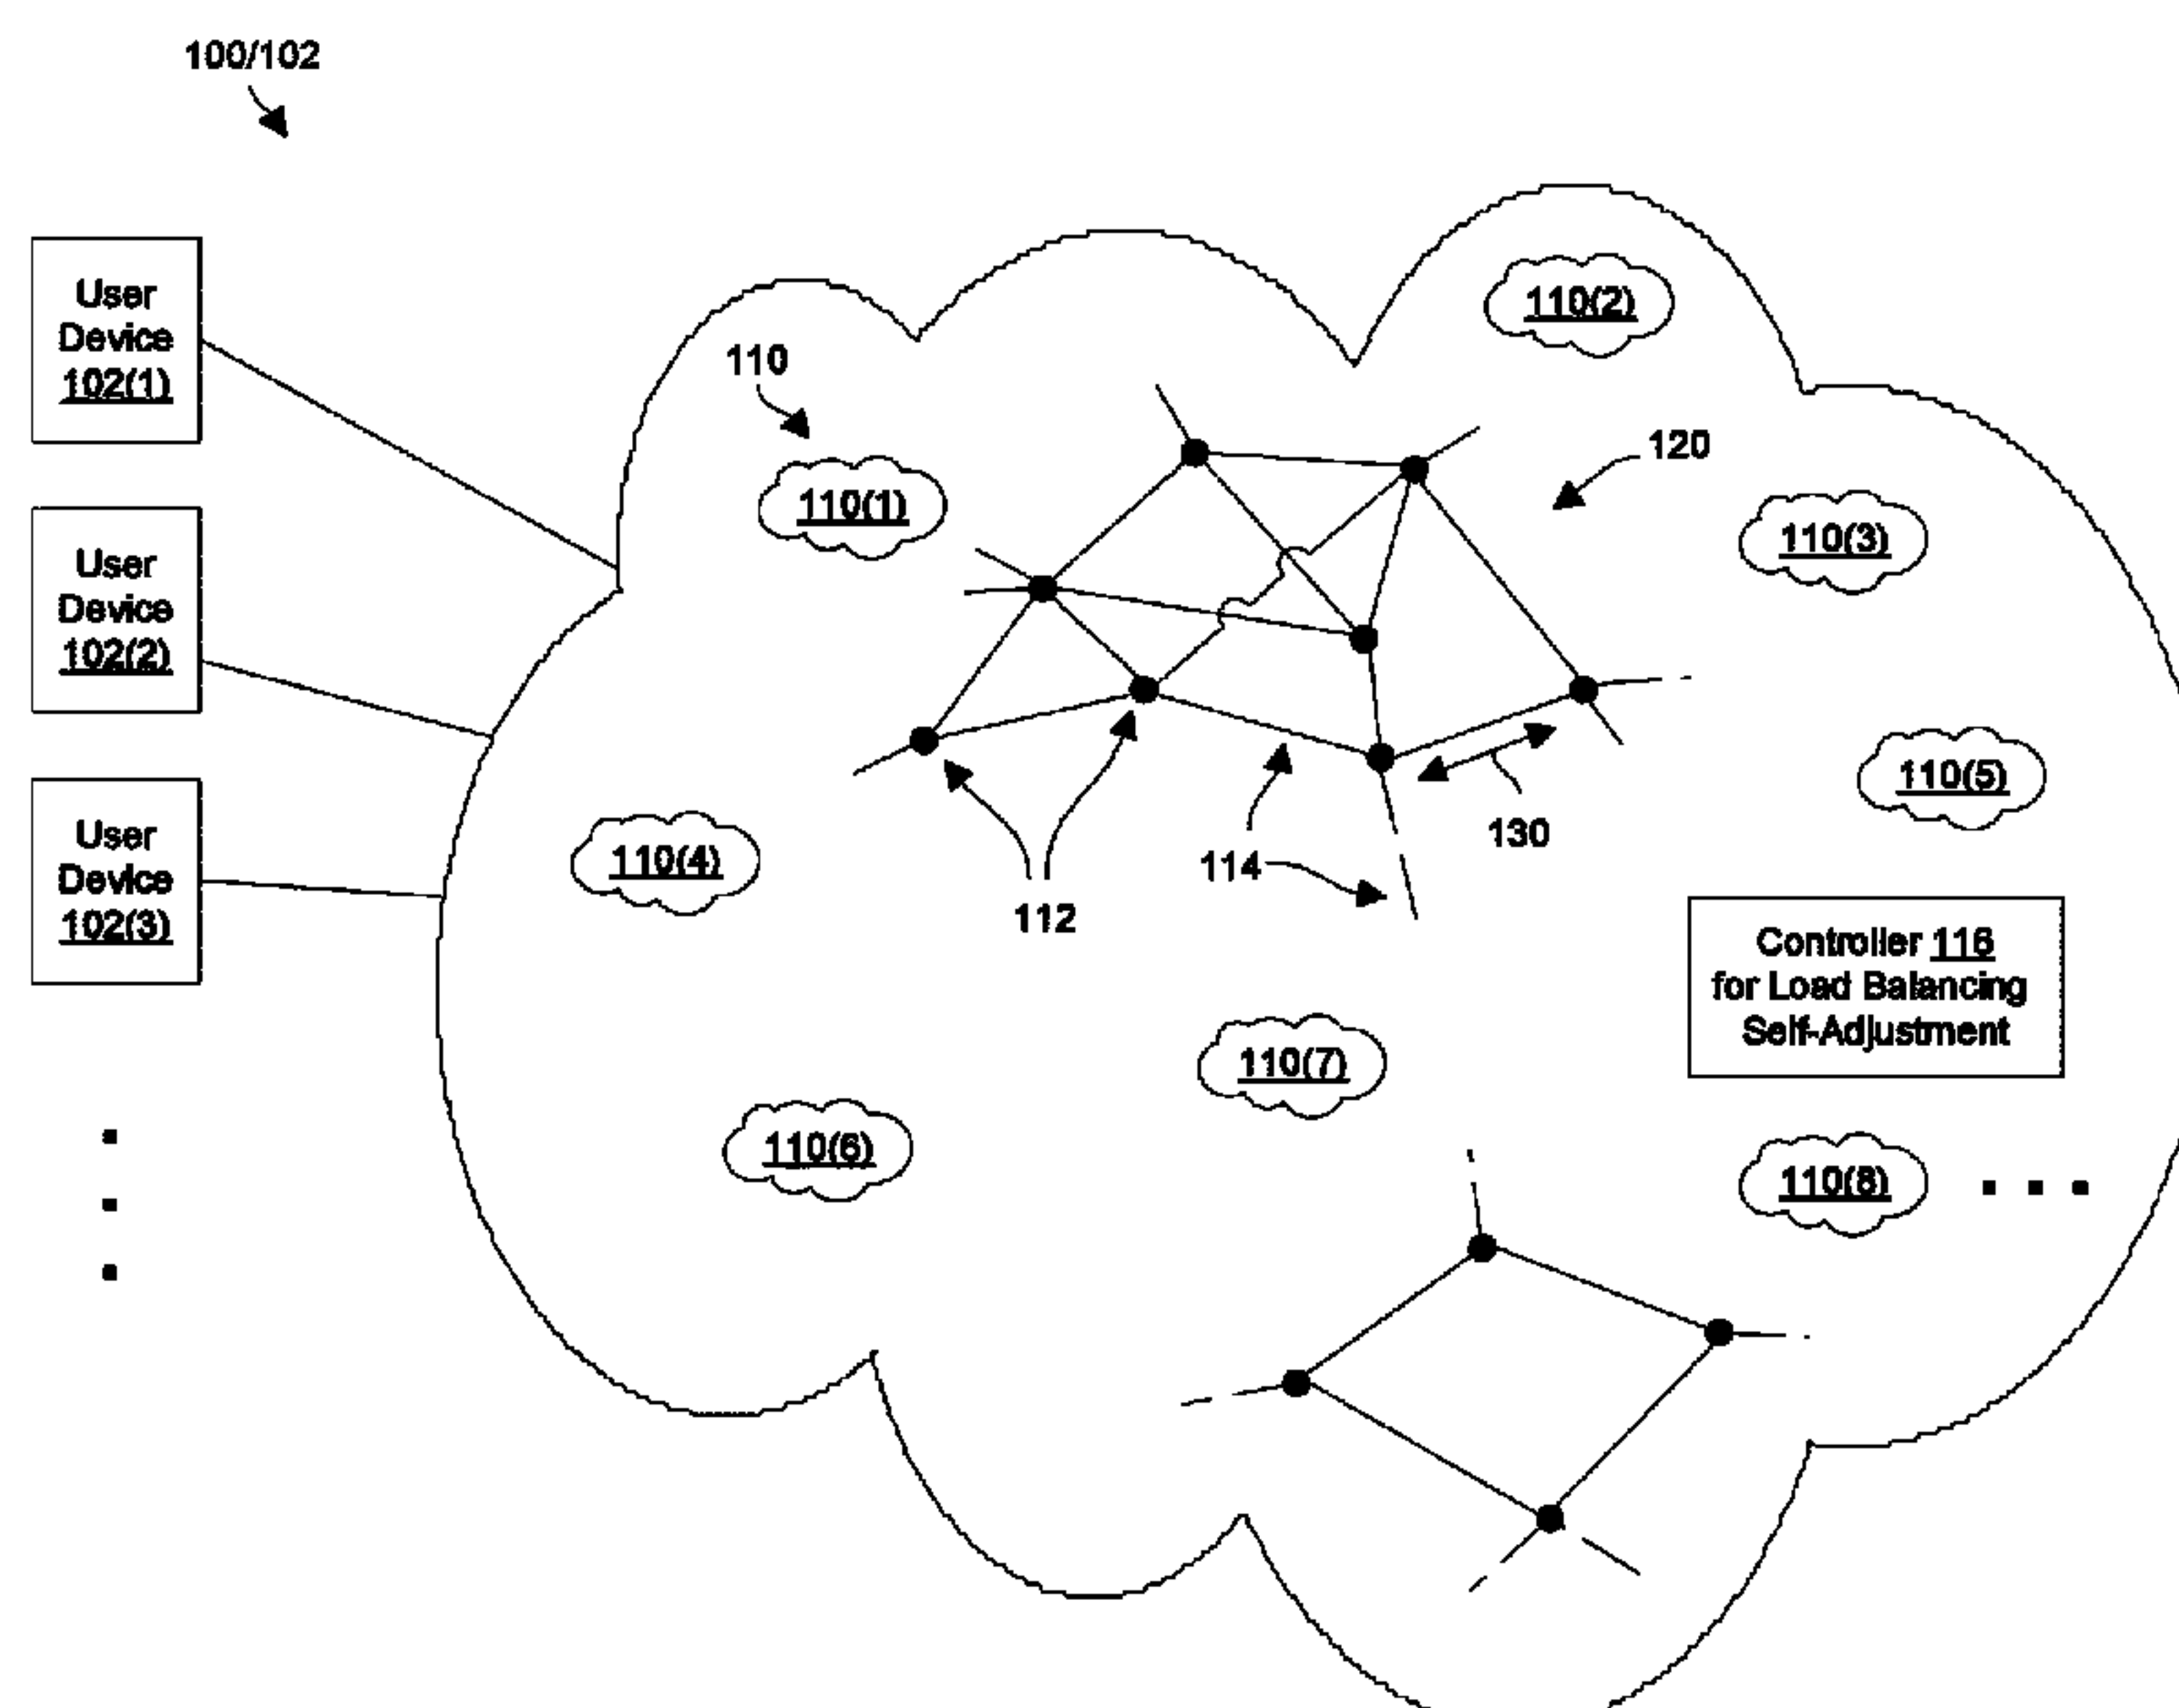 100/102
User
Device
102(1)
User
Device
102(2)
User
Device
102(3)
110
110(1)
110(2)
120
110(3)
110(4)
112
114
130
110(5)
Controller 116
for Load Balancing
Self-Adjustment
110(6)
110(7)
110(8)